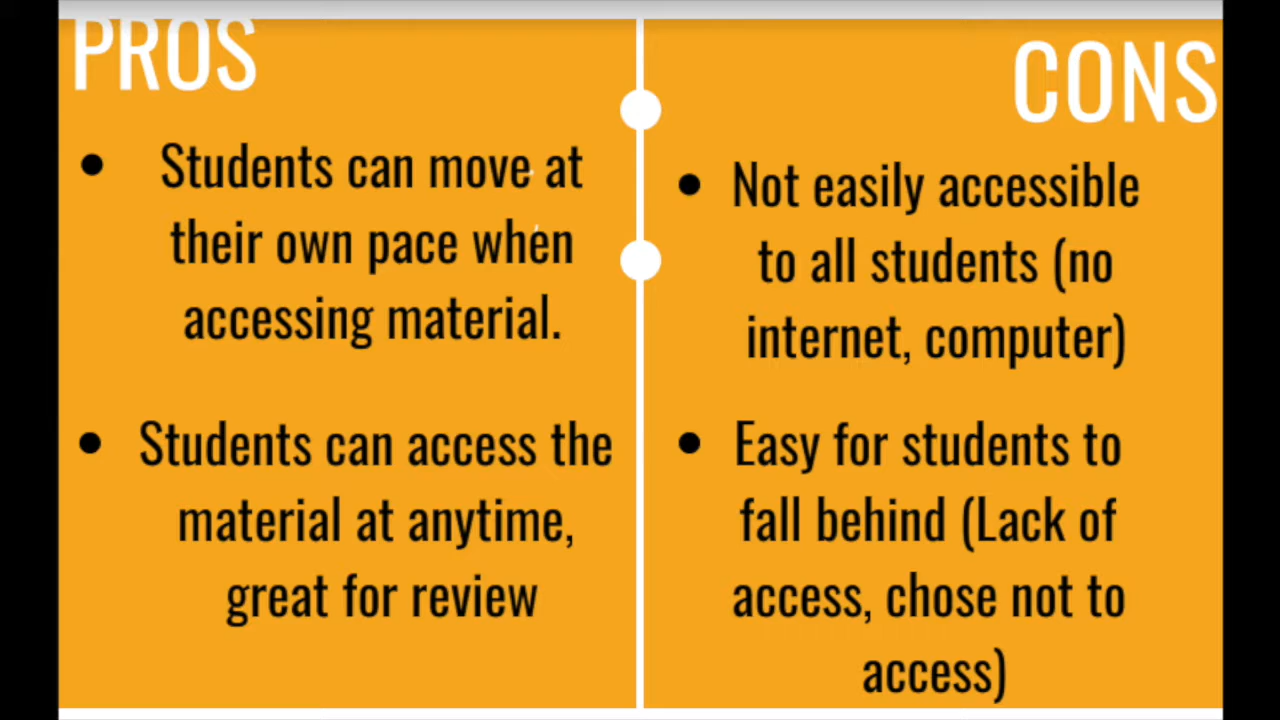 PROS
• Students can move at
their own pace when
accessing material.
• Students can access the
material at anytime,
great for review
CONS
• Not easily accessible
to all students (no
internet, computer)
• Easy for students to
fall behind (Lack of
access, chose not to
access)